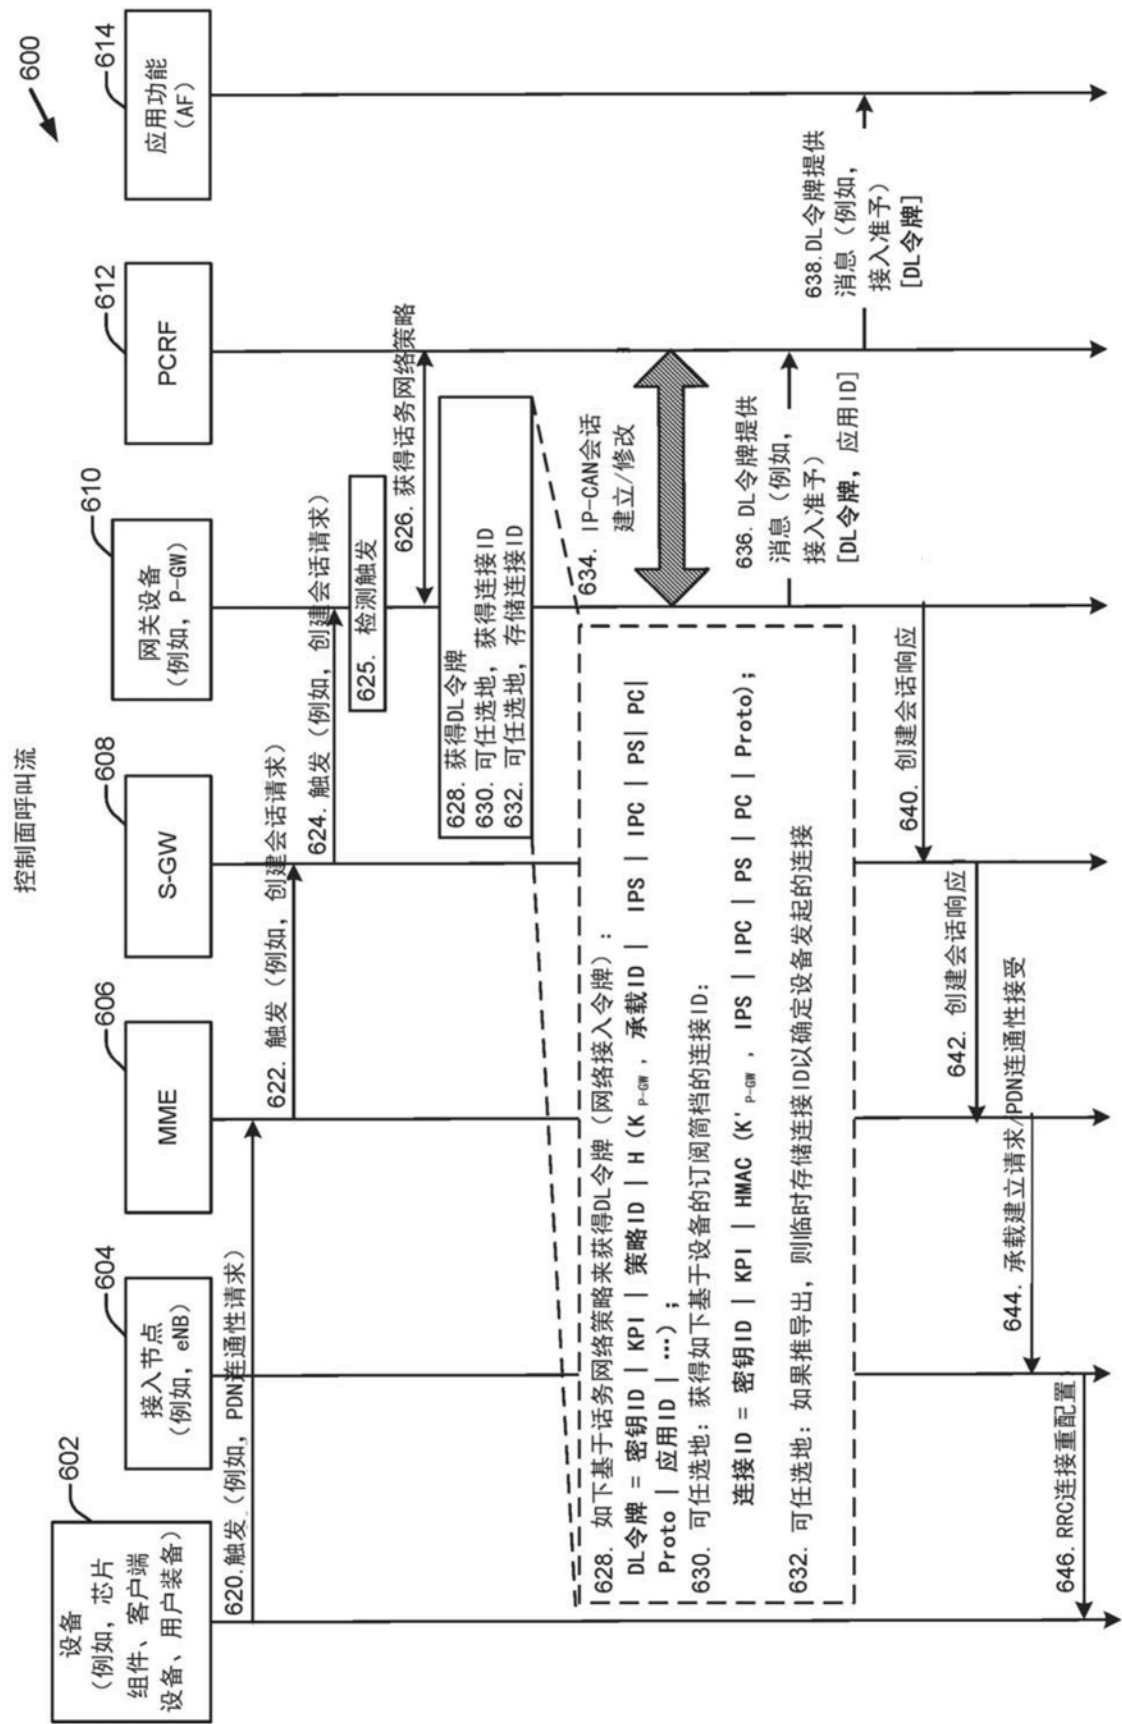 控制面呼叫流
600
602
设备
(例如，芯片
组件、客户端
设备、用户装备)
604
接入节点
(例如，eNB)
606
MME
608
S-GW
610
网关设备
(例如，P-GW)
612
PCRF
614
应用功能
(AF)
620.触发(例如，PDN连通性请求)
622. 触发(例如，创建会话请求)
624. 触发(例如，创建会话请求)
625. 检测触发
626. 获得话务网络策略
628. 获得DL令牌
630. 可任选地，获得连接ID
632. 可任选地，存储连接ID
628. 如下基于话务网络策略来获得DL令牌(网络接入令牌)：
DL令牌 = 密钥ID | KPI | 策略ID | H (K P-GW , 承载ID | IPS | IPC | PS| PC|
Proto | 应用ID | …)；
630. 可任选地：获得如下基于设备的订阅简档的连接ID：
连接ID = 密钥ID | KPI | HMAC (K' P-GW , IPS | IPC | PS | PC | Proto)；
632. 可任选地：如果推导出，则临时存储连接ID以确定设备发起的连接
634. IP-CAN会话
建立/修改
636. DL令牌提供
消息(例如，
接入准予)
[DL令牌，应用ID]
638.DL令牌提供
消息(例如，
接入准予)
[DL令牌]
640. 创建会话响应
642. 创建会话响应
644. 承载建立请求/PDN连通性接受
646. RRC连接重配置